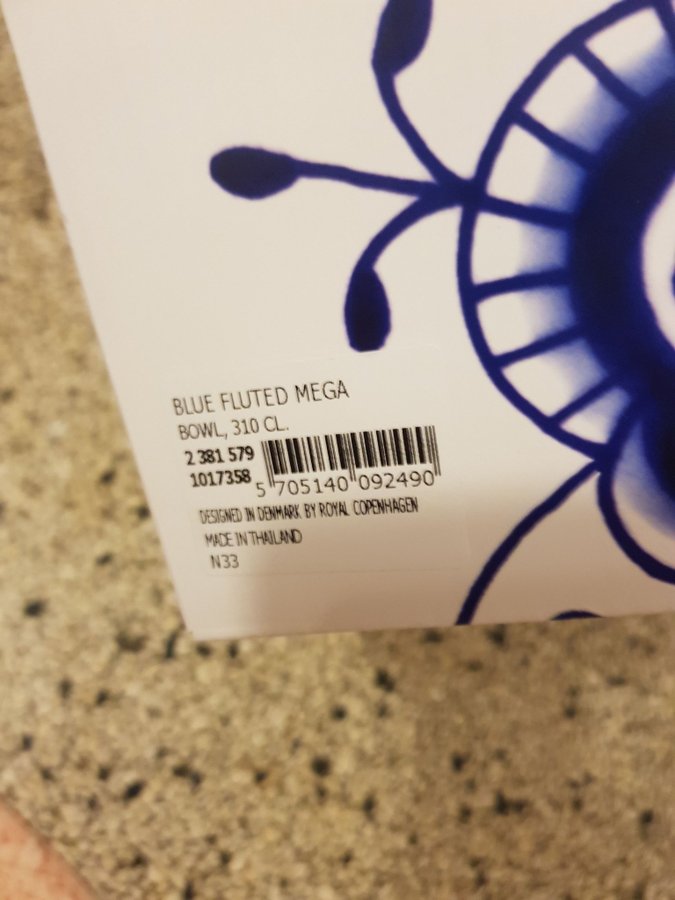 BLUE FLUTED MEGA
BOWL, 310 CL.
2 381 579
1017358
5 705140 092490
DESIGNED IN DENMARK BY ROYAL COPENHAGEN
MADE IN THAILAND
N33